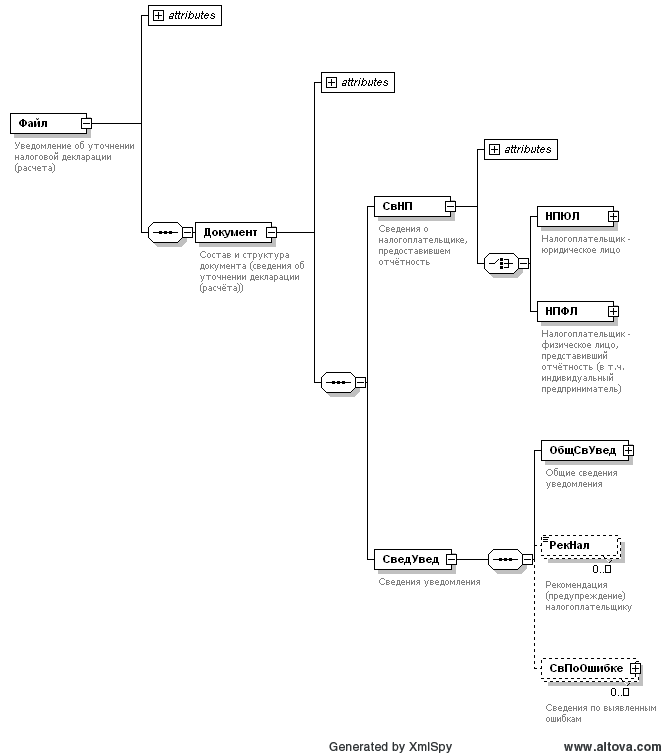 attributes
attributes
Файл
Уведомление об уточнении
налоговой декларации
(расчета)
attributes
СвНП
Сведения о
налогоплательщике,
предоставившем
отчётность
НПЮЛ
Налогоплательщик -
юридическое лицо
Документ
Состав и структура
документа (сведения об
уточнении декларации
(расчёта))
НПФЛ
Налогоплательщик -
физическое лицо,
представивший
отчётность (в т.ч.
индивидуальный
предприниматель)
ОбщСвУвед
Общие сведения
уведомления
РекНал
0..
Рекомендация
(предупреждение)
налогоплательщику
СведУвед
Сведения уведомления
СвПоОшибке
0..
Сведения по выявленным
ошибкам
Generated by XmlSpy
www.altova.com